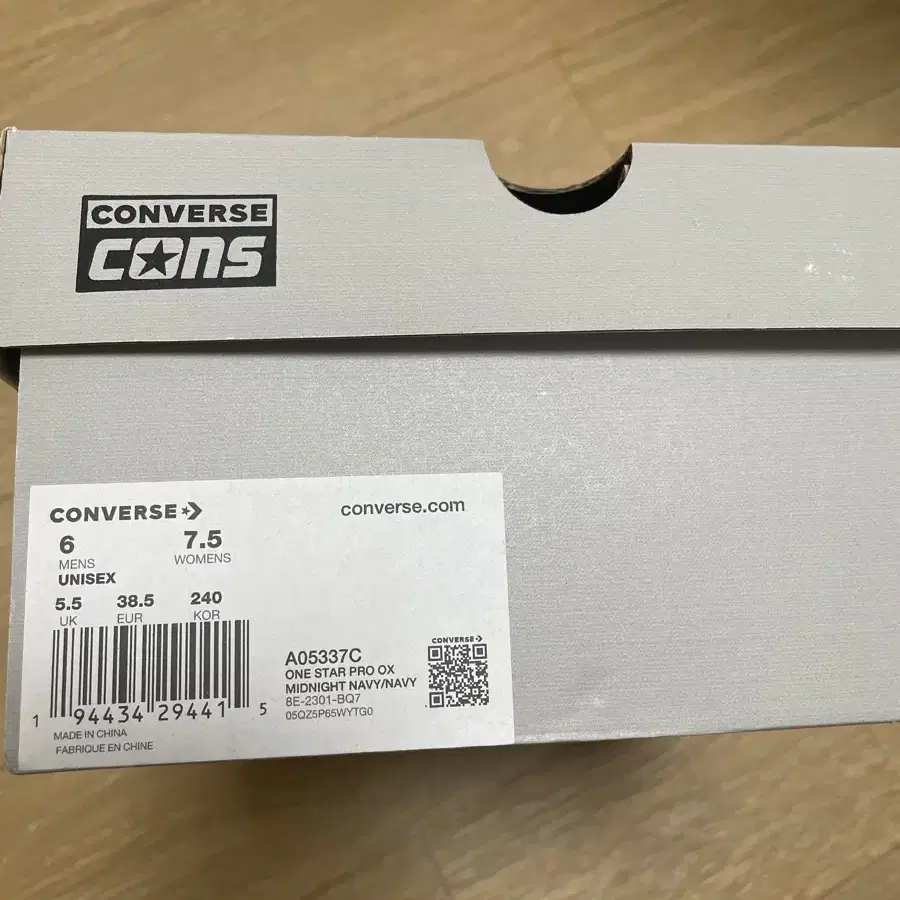 CONVERSE
CONS
CONVERSE
converse.com
6 7.5
MENS WOMENS
UNISEX
5.5 38.5 240
UK EUR KOR
CONVERSE
A05337C
ONE STAR PRO OX
MIDNIGHT NAVY/NAVY
8E-2301-BQ7
05QZ5P65WYTG0
1 94434 29441 5
MADE IN CHINA
FABRIQUE EN CHINE